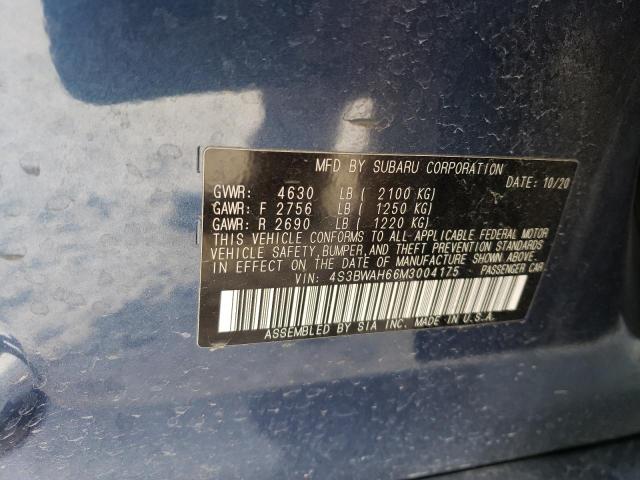 MFD BY SUBARU CORPORATION
DATE: 10/20
GVWR: 4630 LB ( 2100 KG)
GAWR: F 2756 LB ( 1250 KG)
GAWR: R 2690 LB ( 1220 KG)
THIS VEHICLE CONFORMS TO ALL-APPLICABLE FEDERAL MOTOR
VEHICLE SAFETY,BUMPER,AND THEFT PREVENTION STANDARDS
IN EFFECT ON THE DATE OF MANUFACTURE SHOWN ABOVE.
VIN: 4S3BWAH66M3004175 PASSENGER CAR
ASSEMBLED BY SIA INC. MADE IN U.S.A.